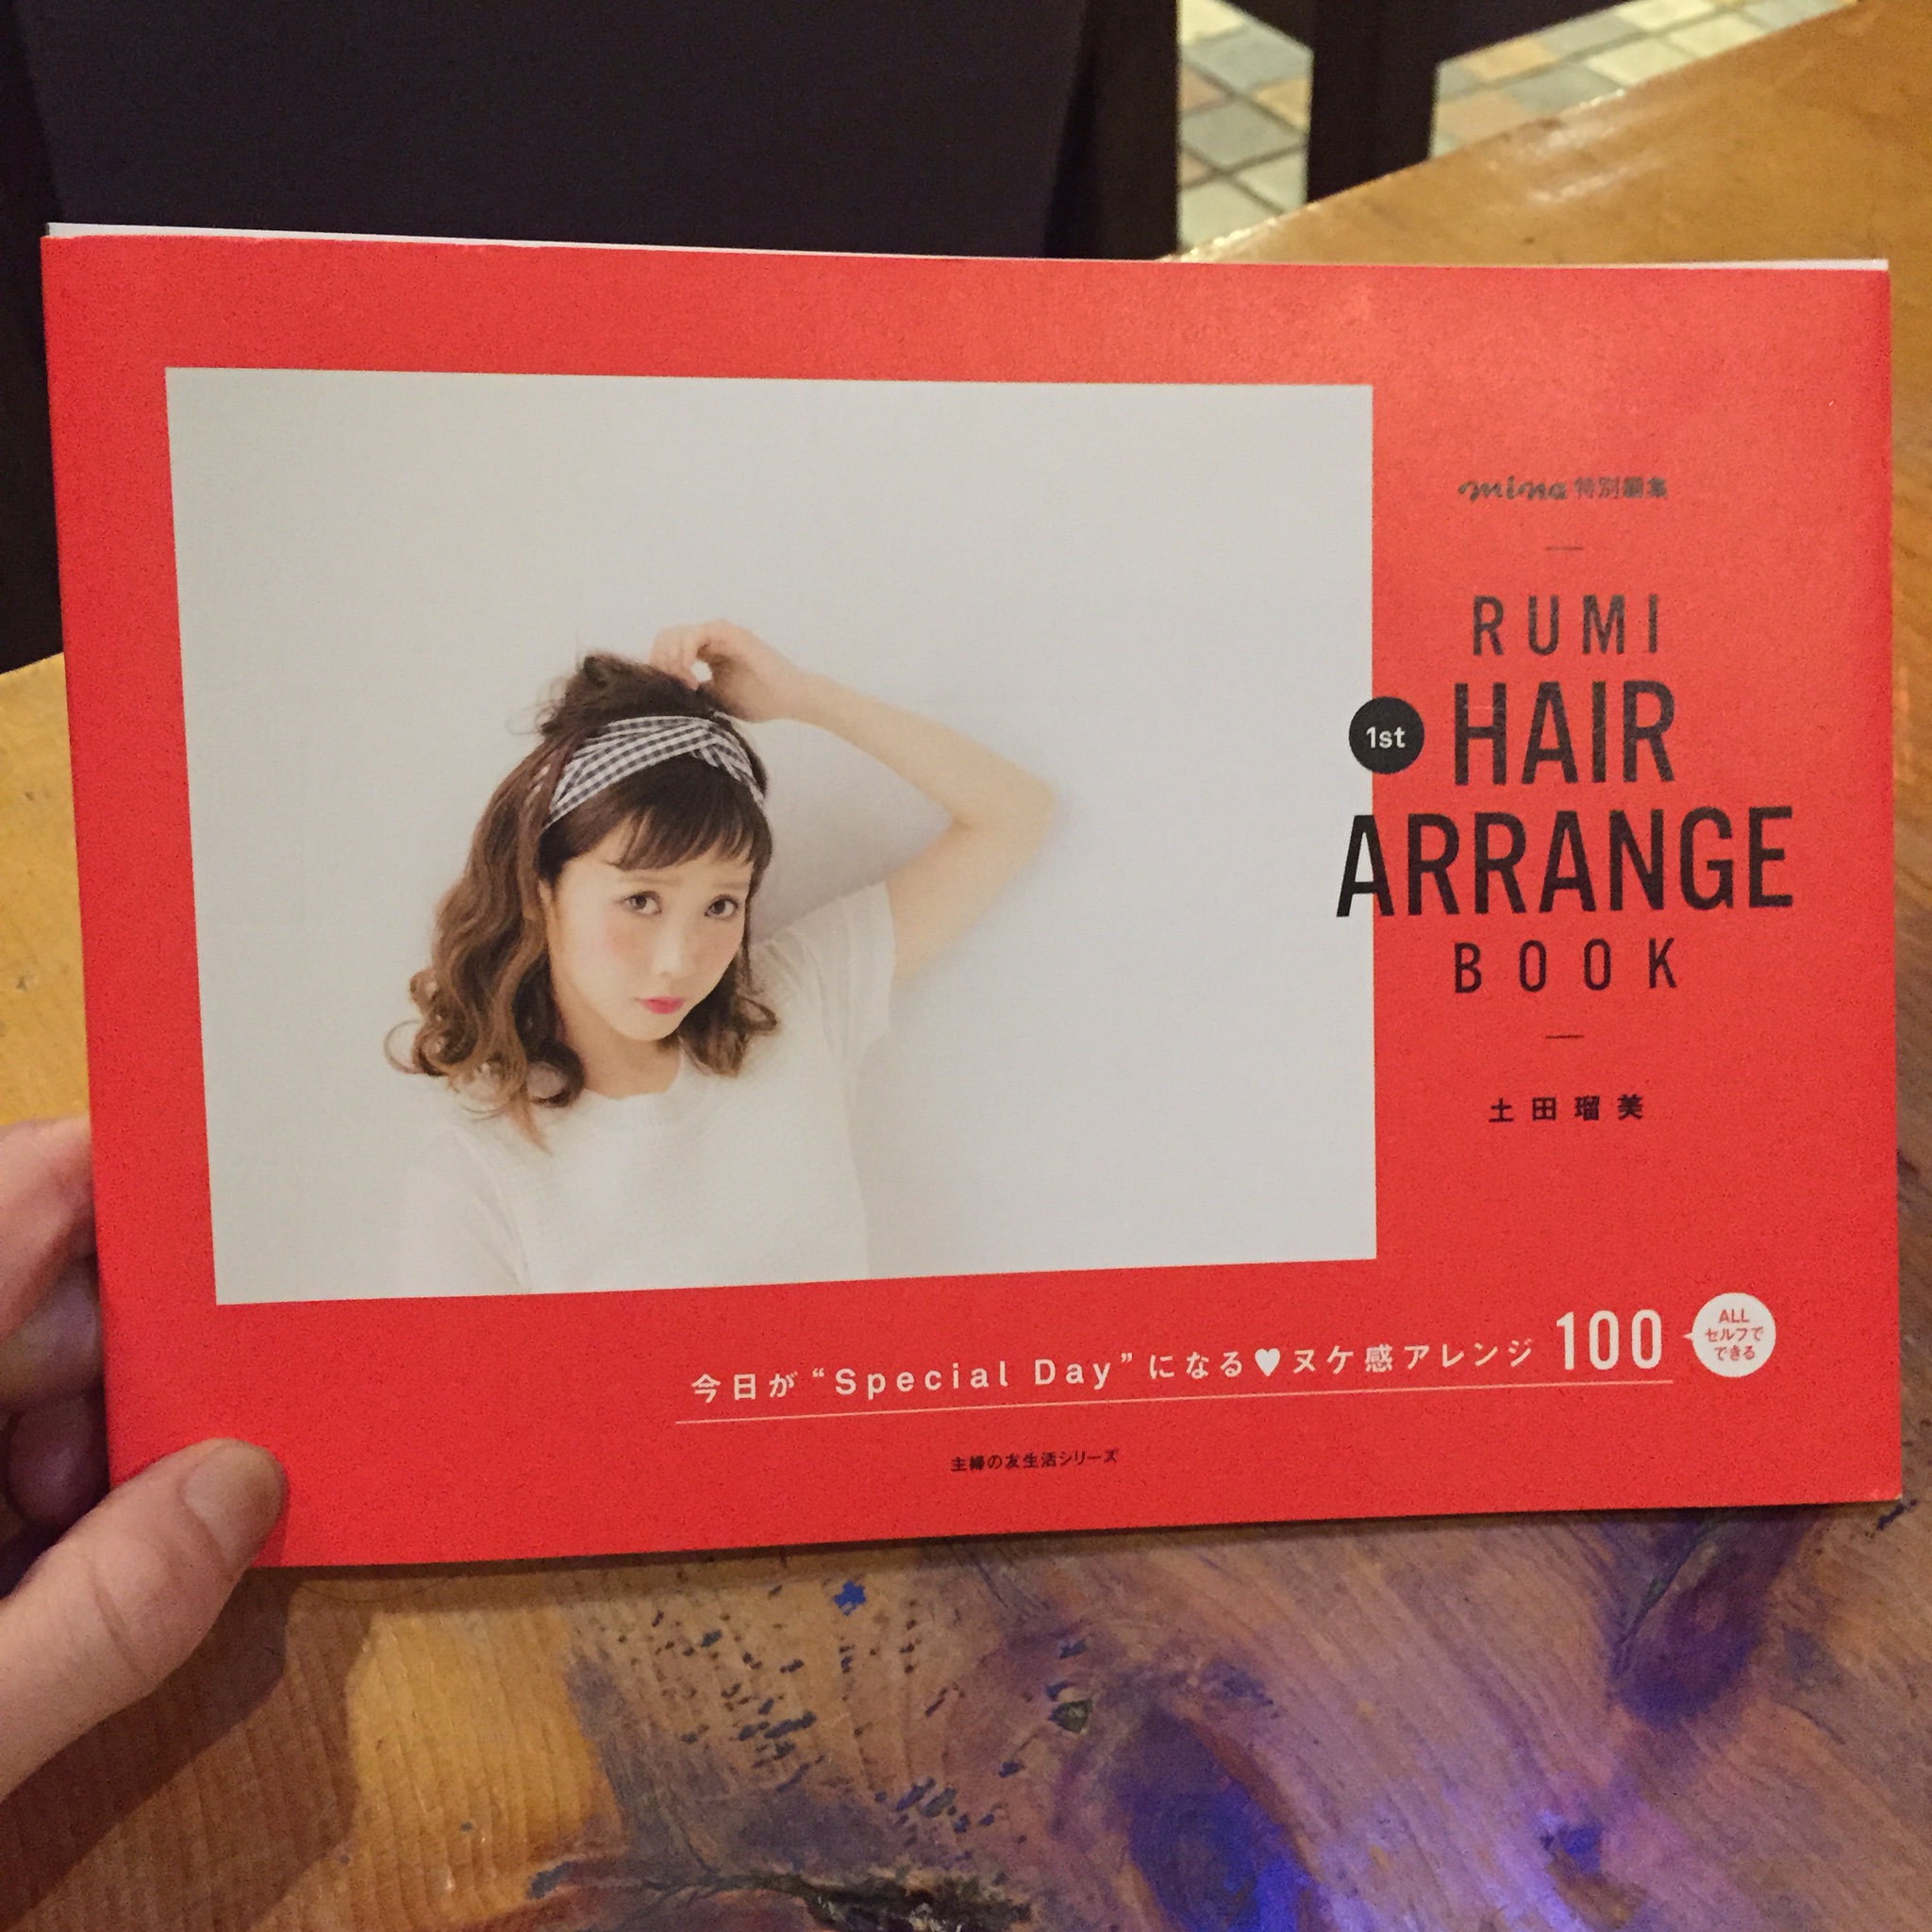 mina 特別編集
RUMI
1st HAIR
ARRANGE
BOOK
土田瑠美
今日が“Special Day”になる♥ヌケ感アレンジ 100
ALL
セルフで
できる
主婦の友生活シリーズ